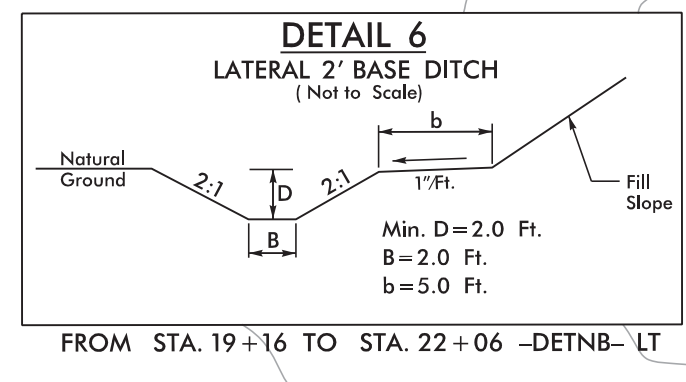 DETAIL 6
LATERAL 2' BASE DITCH
( Not to Scale)
b
Natural
Ground
2:1
D
2:1
1"/Ft.
Fill
Slope
B
Min. D=2.0 Ft.
B=2.0 Ft.
b=5.0 Ft.
FROM STA. 19+16 TO STA. 22+06 -DETNB- LT